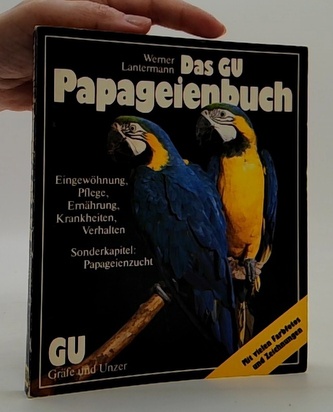 Werner
Lantermann
Das GU
Papageienbuch
Eingewöhnung,
Pflege,
Ernährung,
Krankheiten,
Verhalten
Sonderkapitel:
Papageienzucht
GU
Gräfe und Unzer
Mit vielen Farbfotos
und Zeichnungen